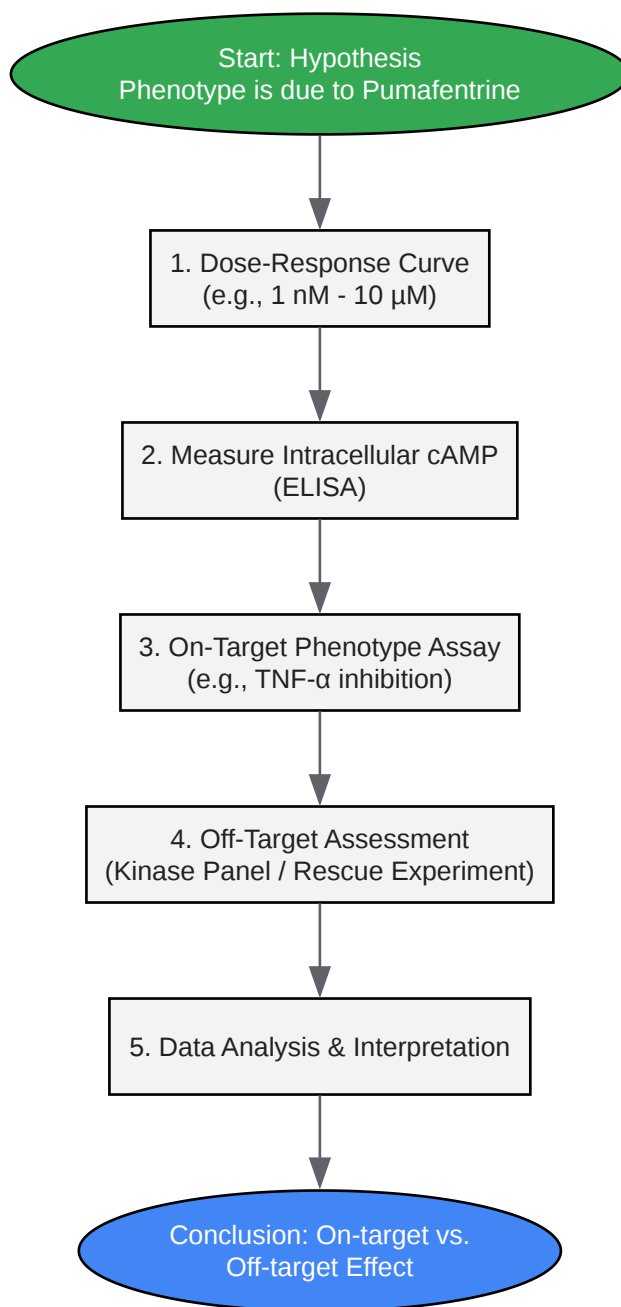 Start: Hypothesis
Phenotype is due to Pumafentrine
1. Dose-Response Curve
(e.g., 1 nM - 10 µM)
2. Measure Intracellular cAMP
(ELISA)
3. On-Target Phenotype Assay
(e.g., TNF-α inhibition)
4. Off-Target Assessment
(Kinase Panel / Rescue Experiment)
5. Data Analysis & Interpretation
Conclusion: On-target vs.
Off-target Effect